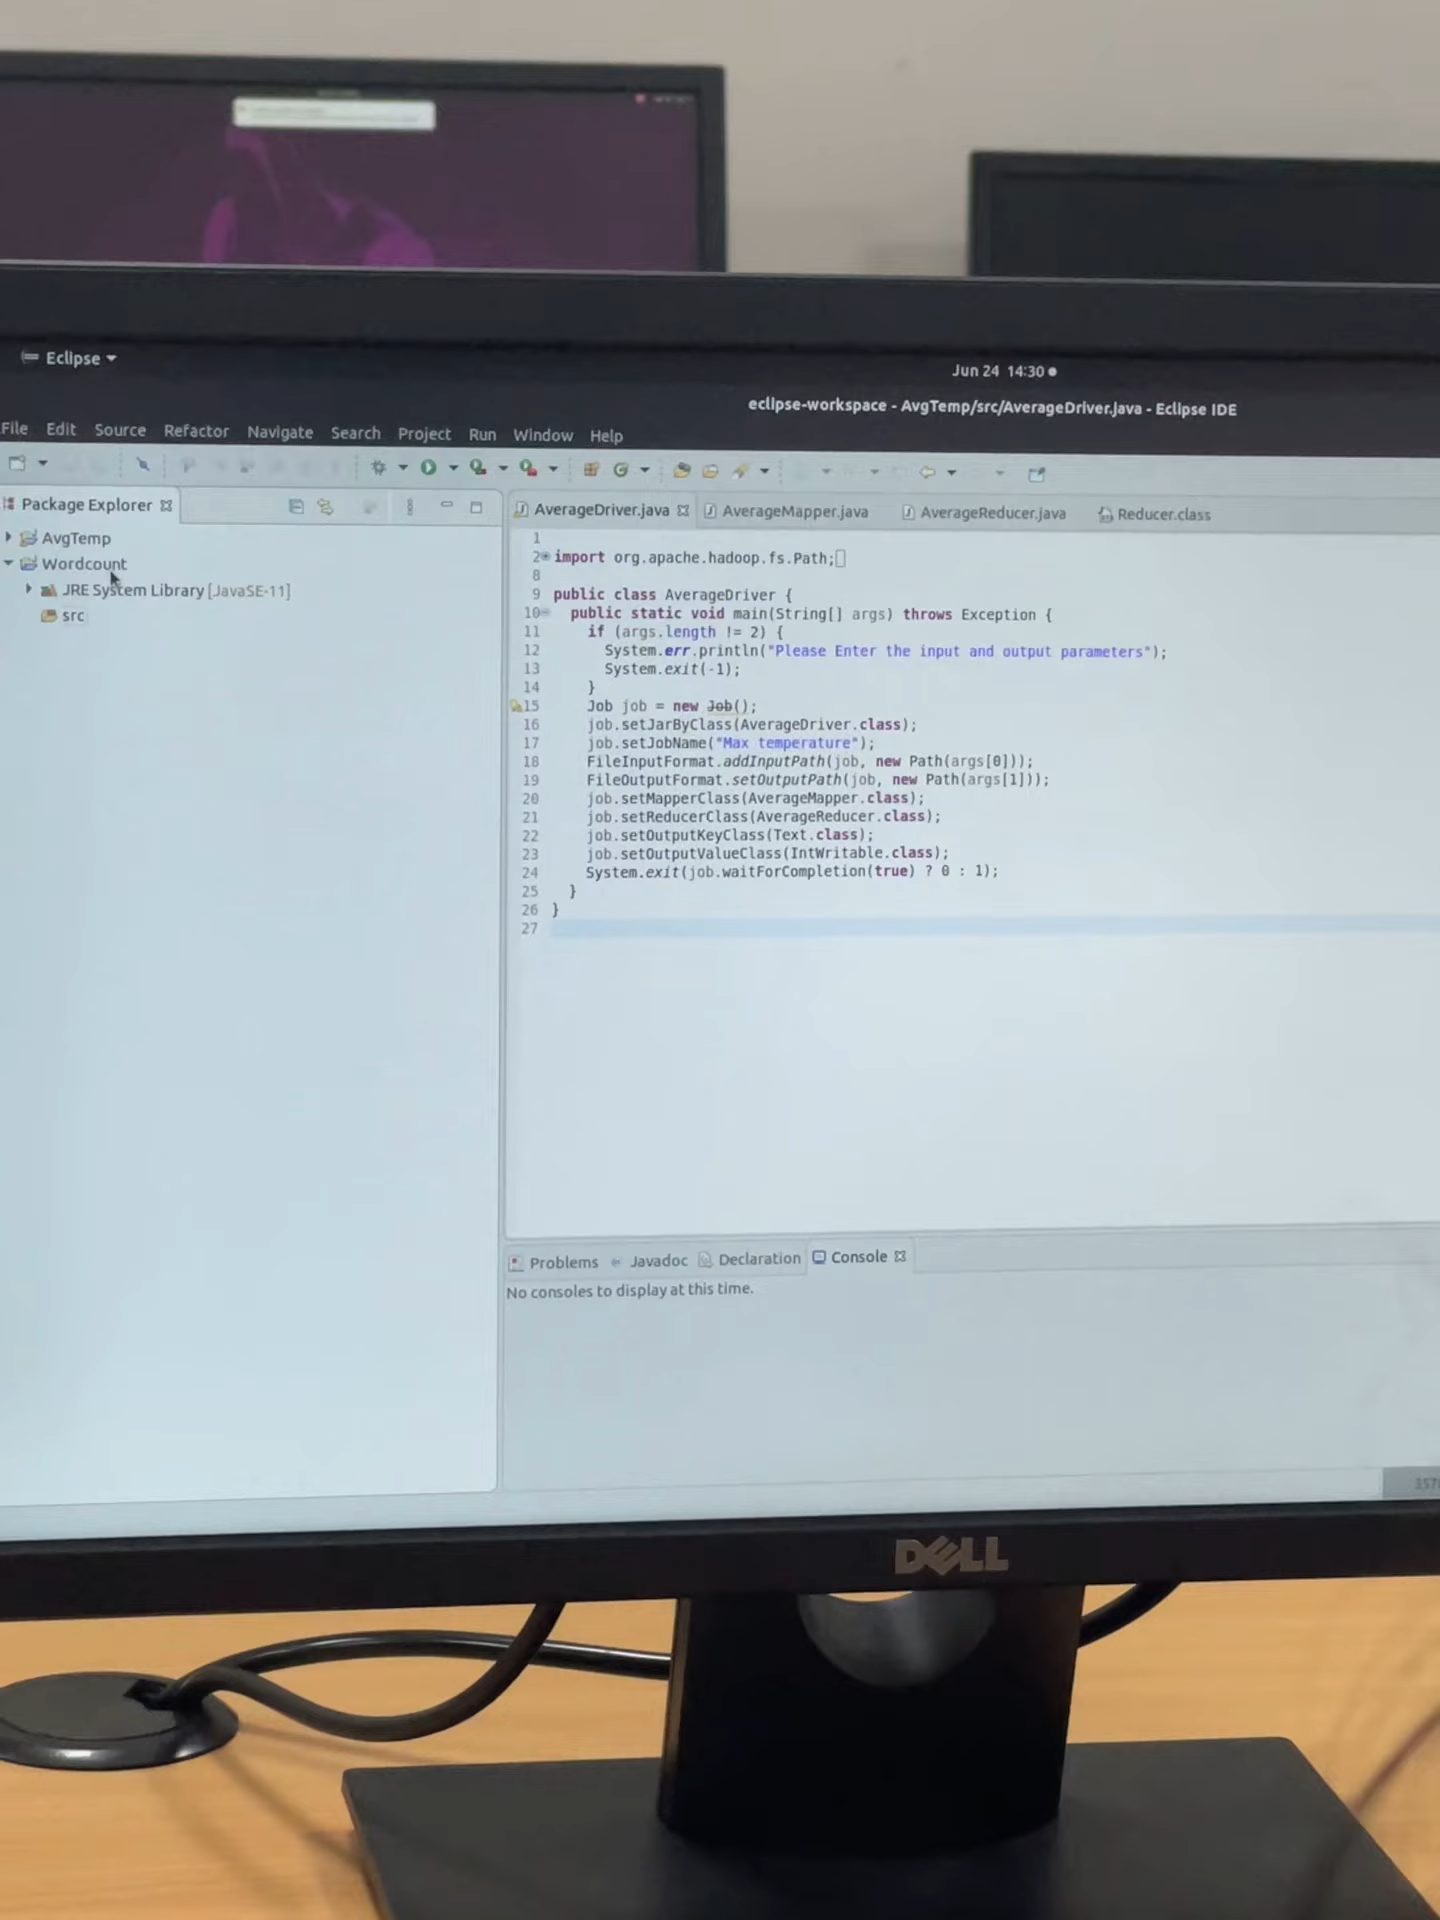 Eclipse
Jun 24 14:30
eclipse-workspace - AvgTemp/src/AverageDriver.java - Eclipse IDE
File Edit Source Refactor Navigate Search Project Run Window Help
Package Explorer
AverageDriver.java AverageMapper.java AverageReducer.java Reducer.class
AvgTemp
Wordcount
JRE System Library [JavaSE-11]
src
1
2 import org.apache.hadoop.fs.Path;
8
9 public class AverageDriver {
10 public static void main(String[] args) throws Exception {
11 if (args.length != 2) {
12 System.err.println("Please Enter the input and output parameters");
13 System.exit(-1);
14 }
15 Job job = new Job();
16 job.setJarByClass(AverageDriver.class);
17 job.setJobName("Max temperature");
18 FileInputFormat.addInputPath(job, new Path(args[0]));
19 FileOutputFormat.setOutputPath(job, new Path(args[1]));
20 job.setMapperClass(AverageMapper.class);
21 job.setReducerClass(AverageReducer.class);
22 job.setOutputKeyClass(Text.class);
23 job.setOutputValueClass(IntWritable.class);
24 System.exit(job.waitForCompletion(true) ? 0 : 1);
25 }
26 }
27
Problems Javadoc Declaration Console
No consoles to display at this time.
DELL